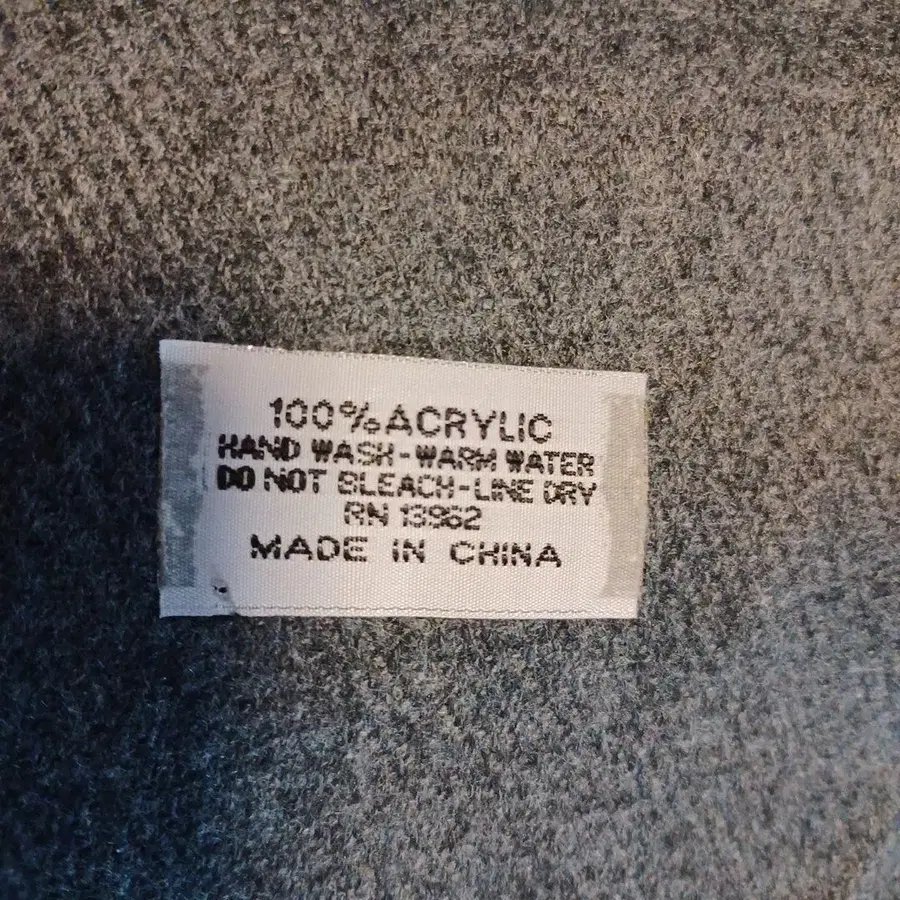 100% ACRYLIC
HAND WASH-WARM WATER
DO NOT BLEACH-LINE DRY
RN 13962
MADE IN CHINA